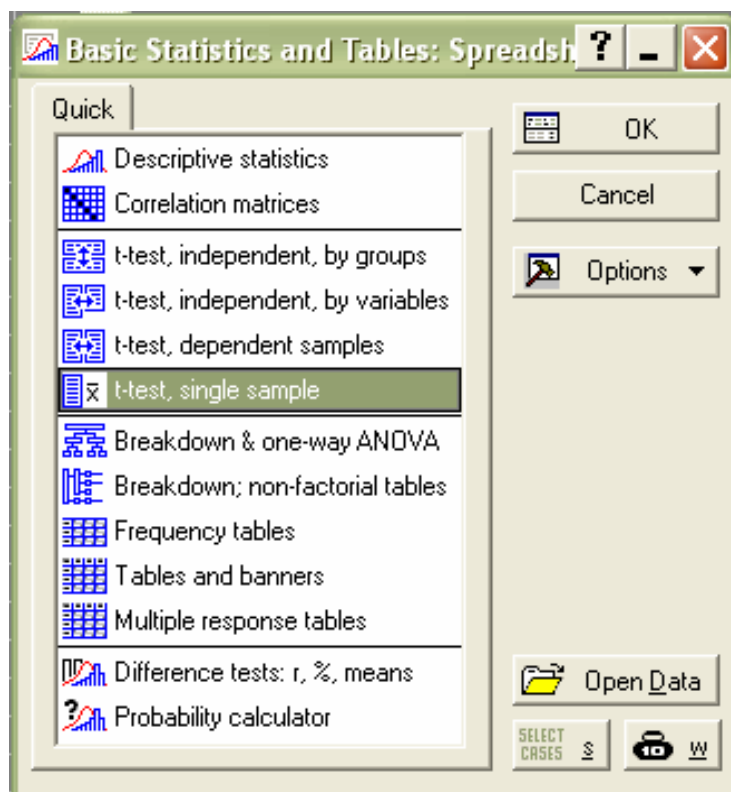 Basic Statistics and Tables: Spreadsh
?
Quick
Descriptive statistics
Correlation matrices
t-test, independent, by groups
t-test, independent, by variables
t-test, dependent samples
x̄ t-test, single sample
Breakdown & one-way ANOVA
Breakdown; non-factorial tables
Frequency tables
Tables and banners
Multiple response tables
Difference tests: r, %, means
? Probability calculator
OK
Cancel
Options
Open Data
SELECT
CASES S
10 W